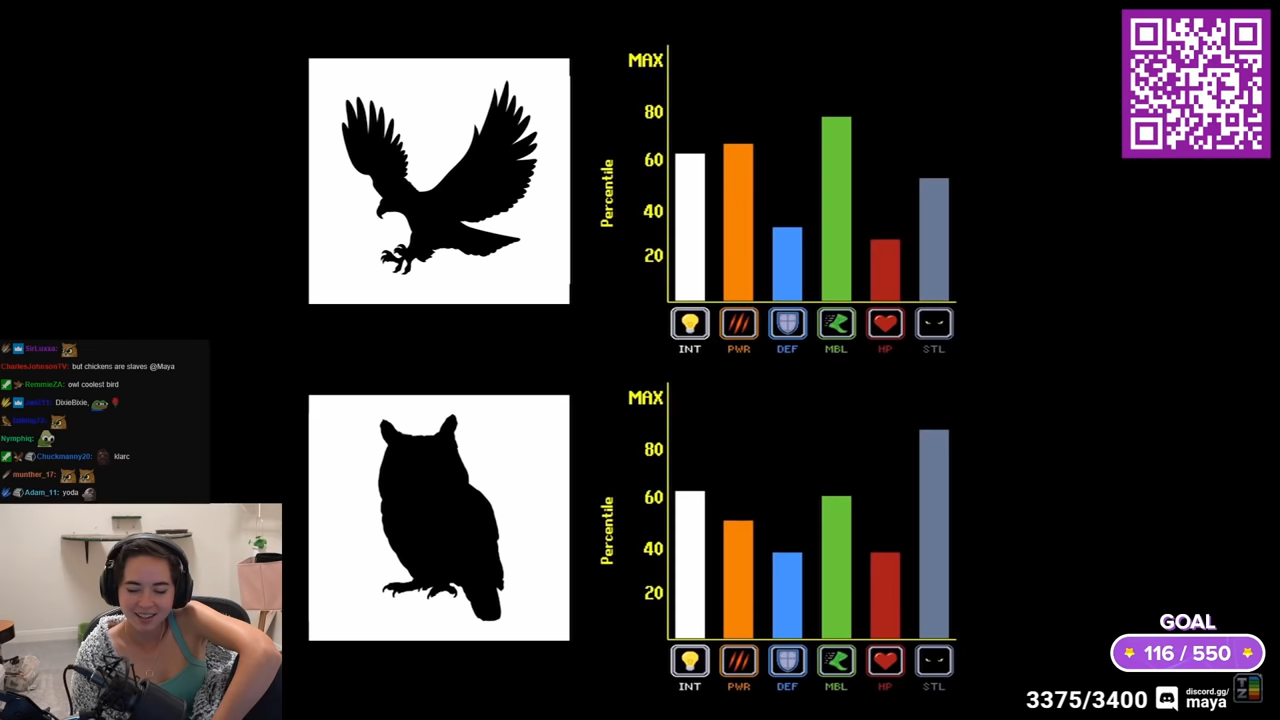 MAX
80
60
40
20
Percentile
INT PWR DEF MBL HP STL
MAX
80
60
40
20
Percentile
INT PWR DEF MBL HP STL
SirLuxsa:
CharlesJohnsonTV: but chickens are slaves @Maya
RemmieZA: owl coolest bird
DixieBixie,
Nymphiq:
Chuckmanny20: klarc
munther_17:
Adam_11: yoda
GOAL
116 / 550
3375/3400
discord.gg/
maya
TZ